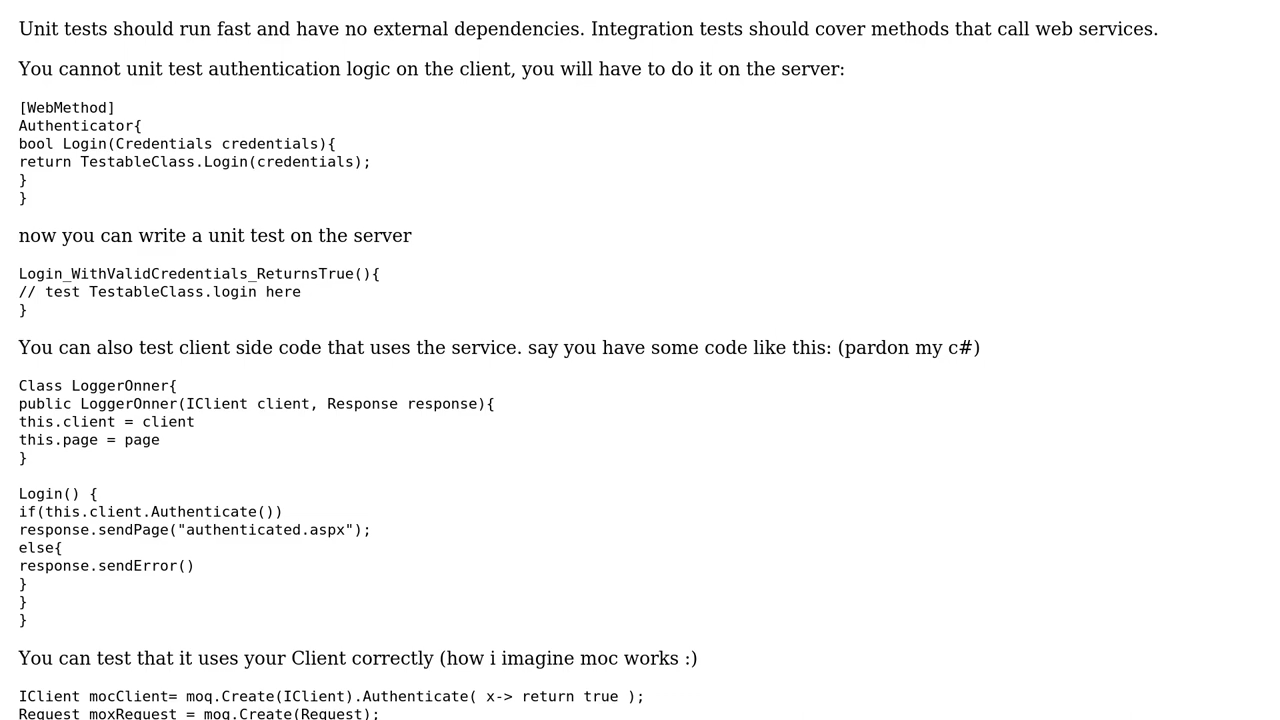 Unit tests should run fast and have no external dependencies. Integration tests should cover methods that call web services.
You cannot unit test authentication logic on the client, you will have to do it on the server:
[WebMethod]
Authenticator{
bool Login(Credentials credentials){
return TestableClass.Login(credentials);
}
}
now you can write a unit test on the server
Login_WithValidCredentials_ReturnsTrue(){
// test TestableClass.login here
}
You can also test client side code that uses the service. say you have some code like this: (pardon my c#)
Class LoggerOnner{
public LoggerOnner(IClient client, Response response){
this.client = client
this.page = page
}
Login() {
if(this.client.Authenticate())
response.sendPage("authenticated.aspx");
else{
response.sendError()
}
}
}
You can test that it uses your Client correctly (how i imagine moc works :)
IClient mocClient= moq.Create(IClient).Authenticate( x-> return true );
Request moxRequest = moq.Create(Request);